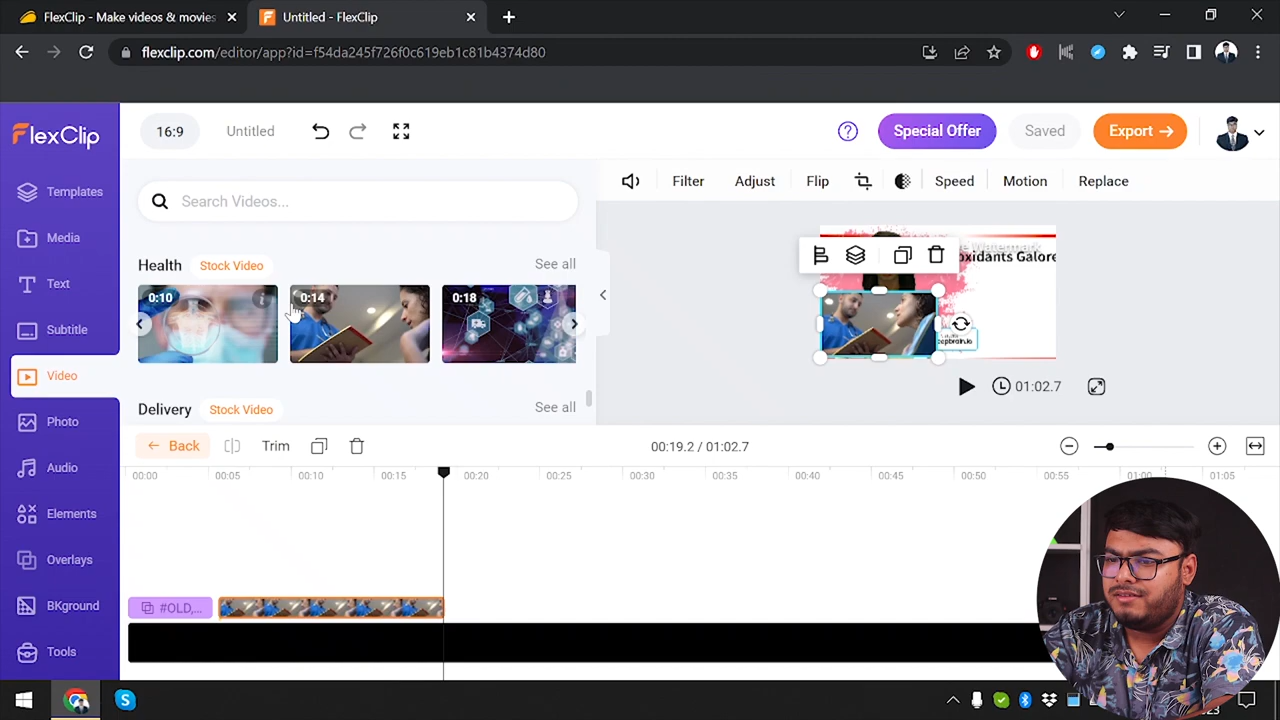 FlexClip - Make videos & movies
Untitled - FlexClip
flexclip.com/editor/app?id=f54da245f726f0c619eb1c81b4374d80
FlexClip
16:9
Untitled
Special Offer
Saved
Export →
Templates
Media
Text
Subtitle
Video
Photo
Audio
Elements
Overlays
BKground
Tools
Search Videos...
Filter
Adjust
Flip
Speed
Motion
Replace
Health
Stock Video
See all
0:10
0:14
0:18
Delivery
Stock Video
See all
Watermark
oxidants Galore
epbrain.io
01:02.7
Back
Trim
00:19.2 / 01:02.7
00:00
00:05
00:10
00:15
00:20
00:25
00:30
00:35
00:40
00:45
00:50
00:55
01:00
01:05
#OLD,...